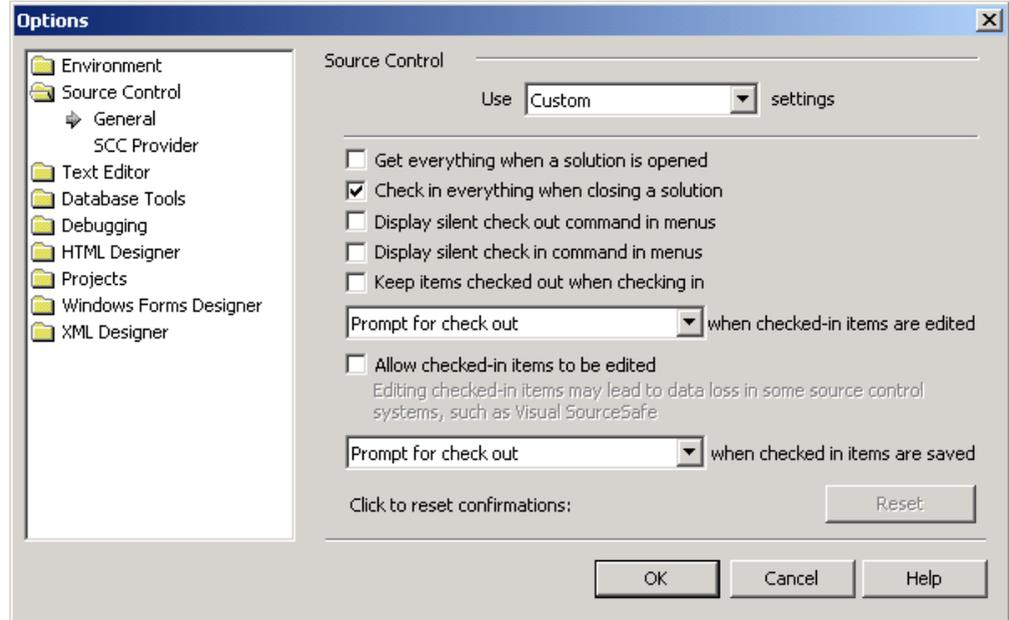 Options
Environment
Source Control
General
SCC Provider
Text Editor
Database Tools
Debugging
HTML Designer
Projects
Windows Forms Designer
XML Designer
Source Control
Use Custom settings
Get everything when a solution is opened
Check in everything when closing a solution
Display silent check out command in menus
Display silent check in command in menus
Keep items checked out when checking in
Prompt for check out when checked-in items are edited
Allow checked-in items to be edited
Editing checked-in items may lead to data loss in some source control
systems, such as Visual SourceSafe
Prompt for check out when checked in items are saved
Click to reset confirmations: Reset
OK Cancel Help